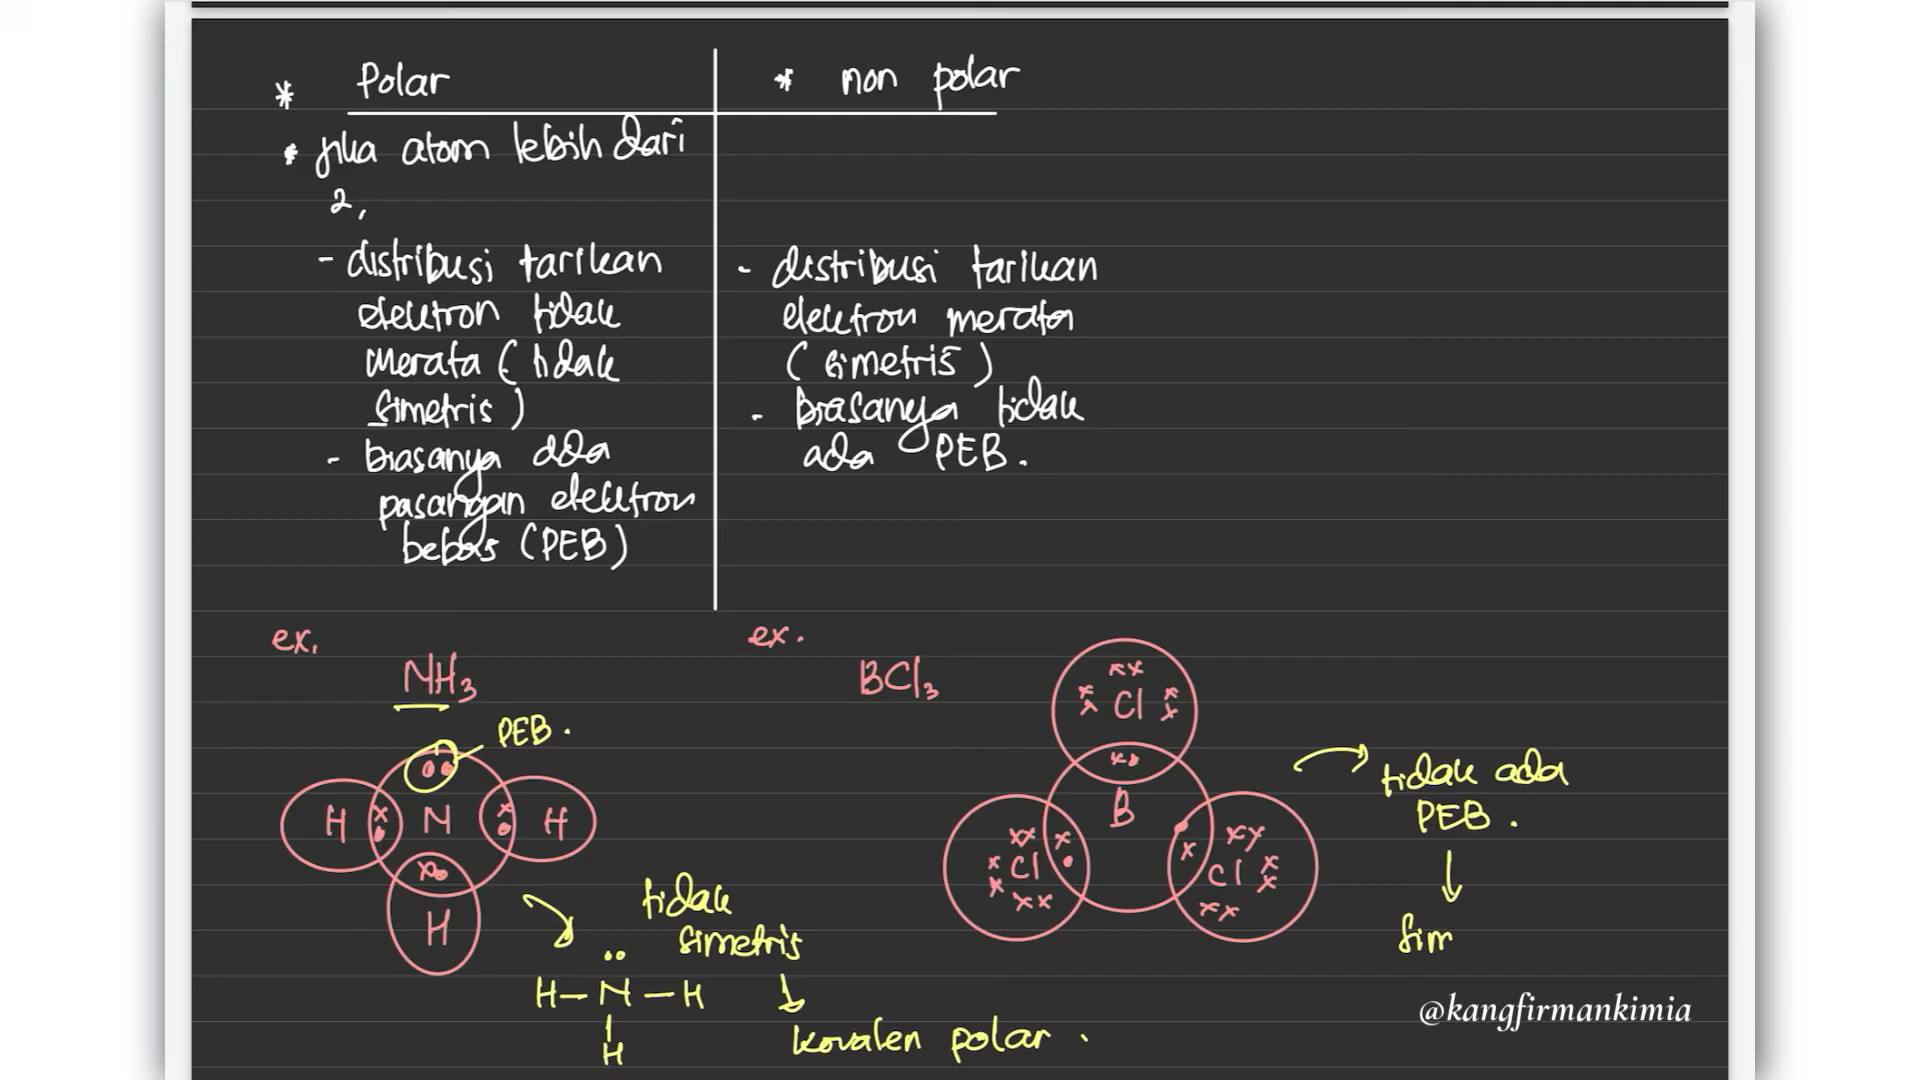 * Polar
* non polar
• jika atom lebih dari
2,
- distribusi tarikan
elektron tidak
merata (tidak
simetris)
- biasanya ada
pasangan elektron
bebas (PEB)
- distribusi tarikan
elektron merata
(simetris)
- biasanya tidak
ada PEB.
ex.
NH₃
PEB.
H N H
H
tidak
simetris
H – N – H
H
kovalen polar.
ex.
BCl₃
Cl
B
Cl
Cl
tidak ada
PEB.
sim
@kangfirmankimia